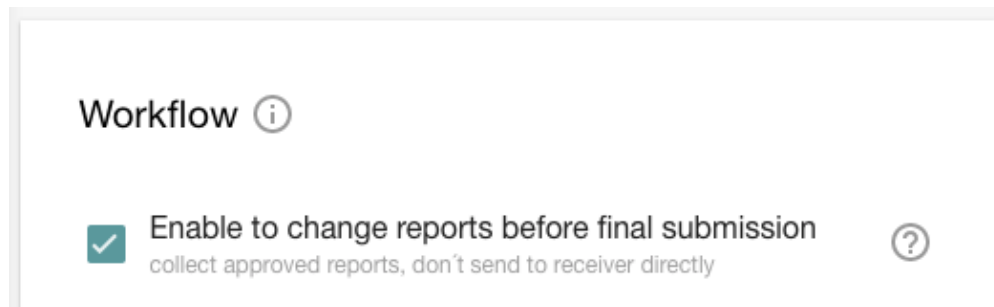 Workflow
Enable to change reports before final submission
collect approved reports, don´t send to receiver directly